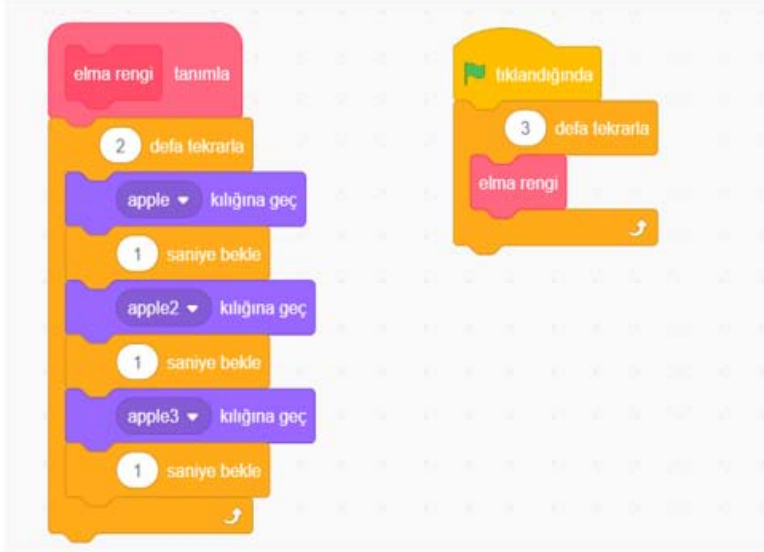 elma rengi tanımla
2 defa tekrarla
apple kılığına geç
1 saniye bekle
apple2 kılığına geç
1 saniye bekle
apple3 kılığına geç
1 saniye bekle
tıklandığında
3 defa tekrarla
elma rengi